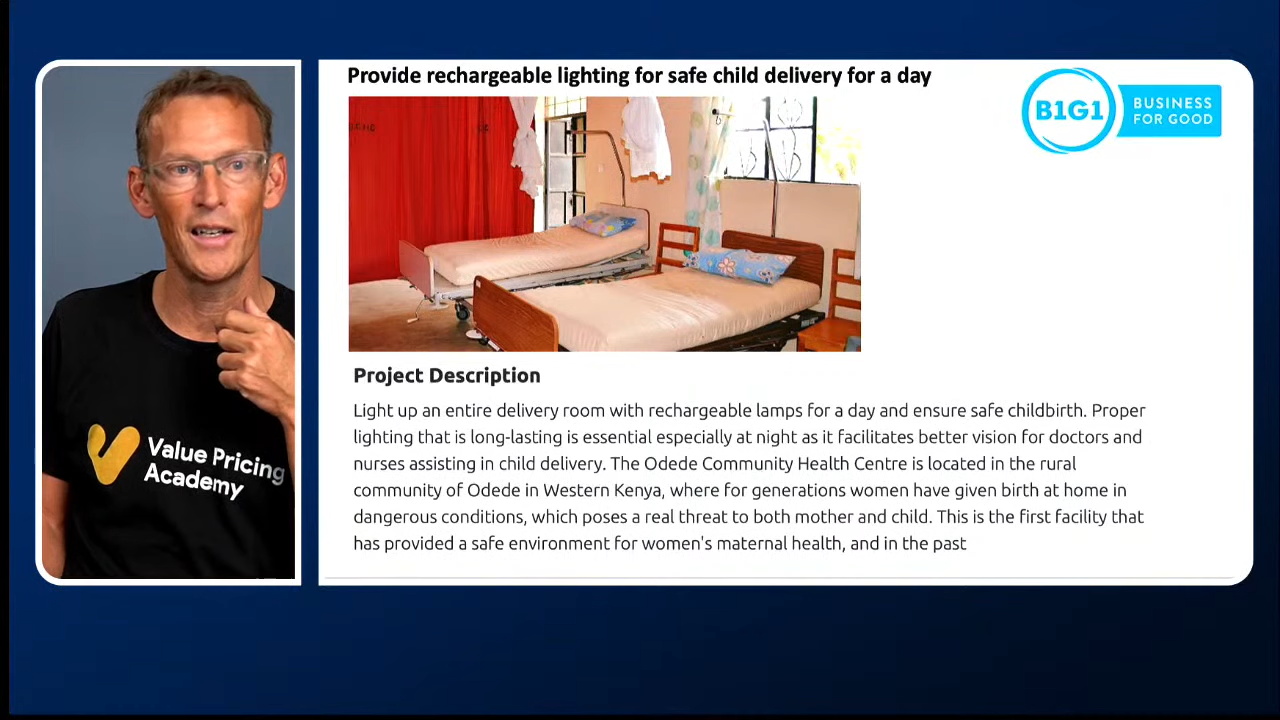 Provide rechargeable lighting for safe child delivery for a day
B1G1
BUSINESS
FOR GOOD
Value Pricing
Academy
Project Description
Light up an entire delivery room with rechargeable lamps for a day and ensure safe childbirth. Proper
lighting that is long-lasting is essential especially at night as it facilitates better vision for doctors and
nurses assisting in child delivery. The Odede Community Health Centre is located in the rural
community of Odede in Western Kenya, where for generations women have given birth at home in
dangerous conditions, which poses a real threat to both mother and child. This is the first facility that
has provided a safe environment for women's maternal health, and in the past